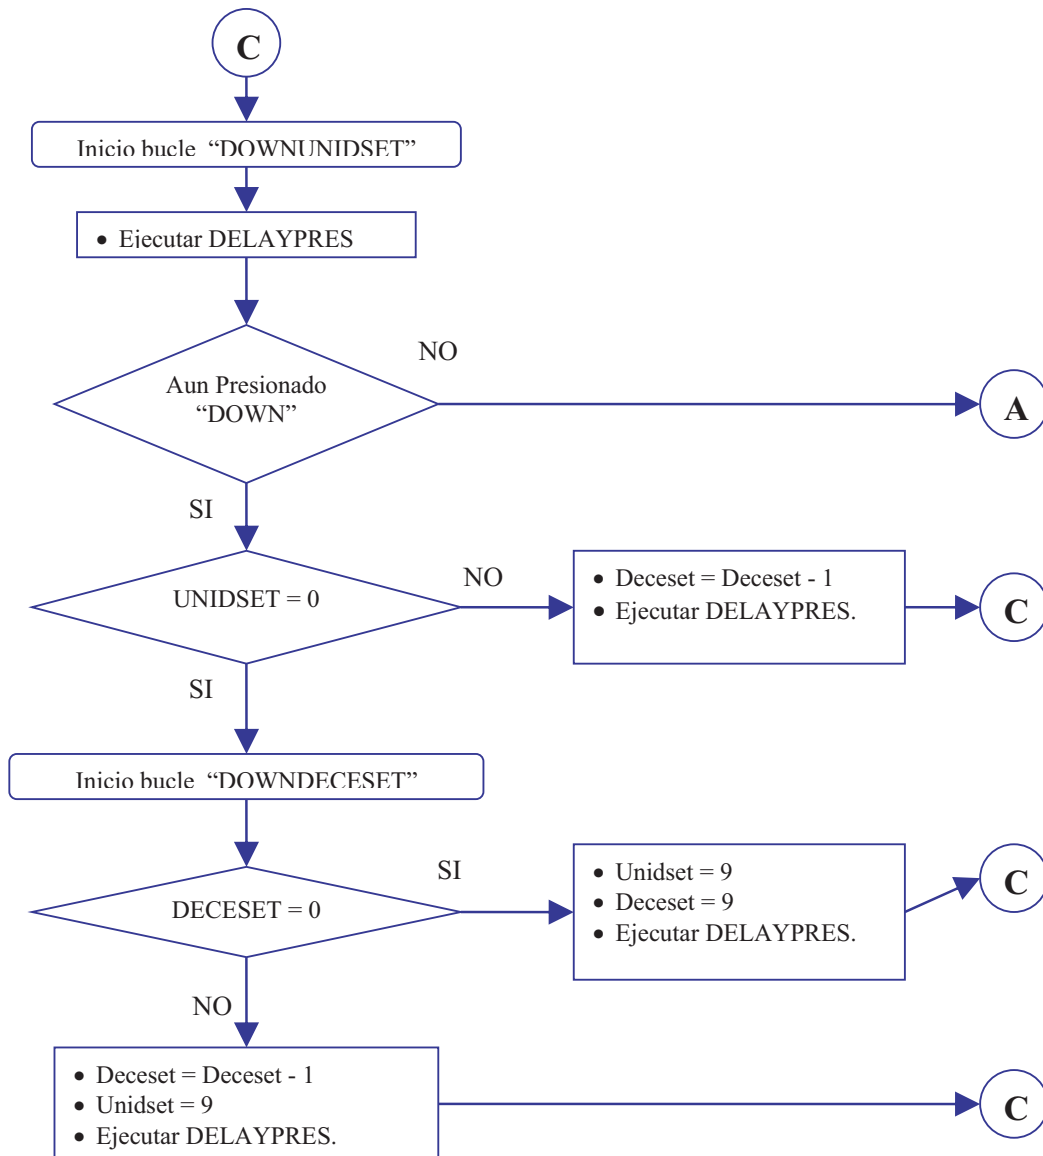 C
Inicio bucle “DOWNUNIDSET”
• Ejecutar DELAYPRES
NO
Aun Presionado
“DOWN”
A
SI
UNIDSET = 0
NO
• Deceset = Deceset - 1
• Ejecutar DELAYPRES.
C
SI
Inicio bucle “DOWNDECESET”
DECESET = 0
SI
• Unidset = 9
• Deceset = 9
• Ejecutar DELAYPRES.
C
NO
• Deceset = Deceset - 1
• Unidset = 9
• Ejecutar DELAYPRES.
C